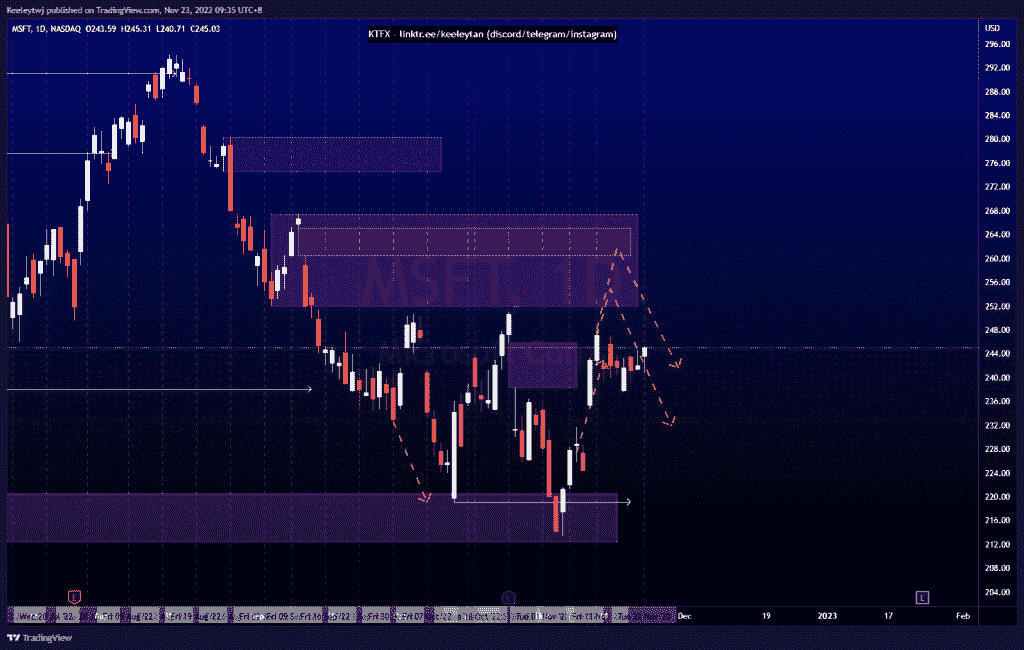 Keeleytwj published on TradingView.com, Nov 23, 2022 09:35 UTC+8
MSFT, 1D, NASDAQ O243.59 H245.31 L240.71 C245.03
KTFX - linktr.ee/keeleytan (discord/telegram/instagram)
USD
296.00
292.00
288.00
284.00
280.00
276.00
272.00
268.00
264.00
260.00
256.00
252.00
248.00
244.00
240.00
236.00
232.00
228.00
224.00
220.00
216.00
212.00
208.00
204.00
MSFT, 1D
E
E
L
Dec
19
2023
17
Feb
TradingView